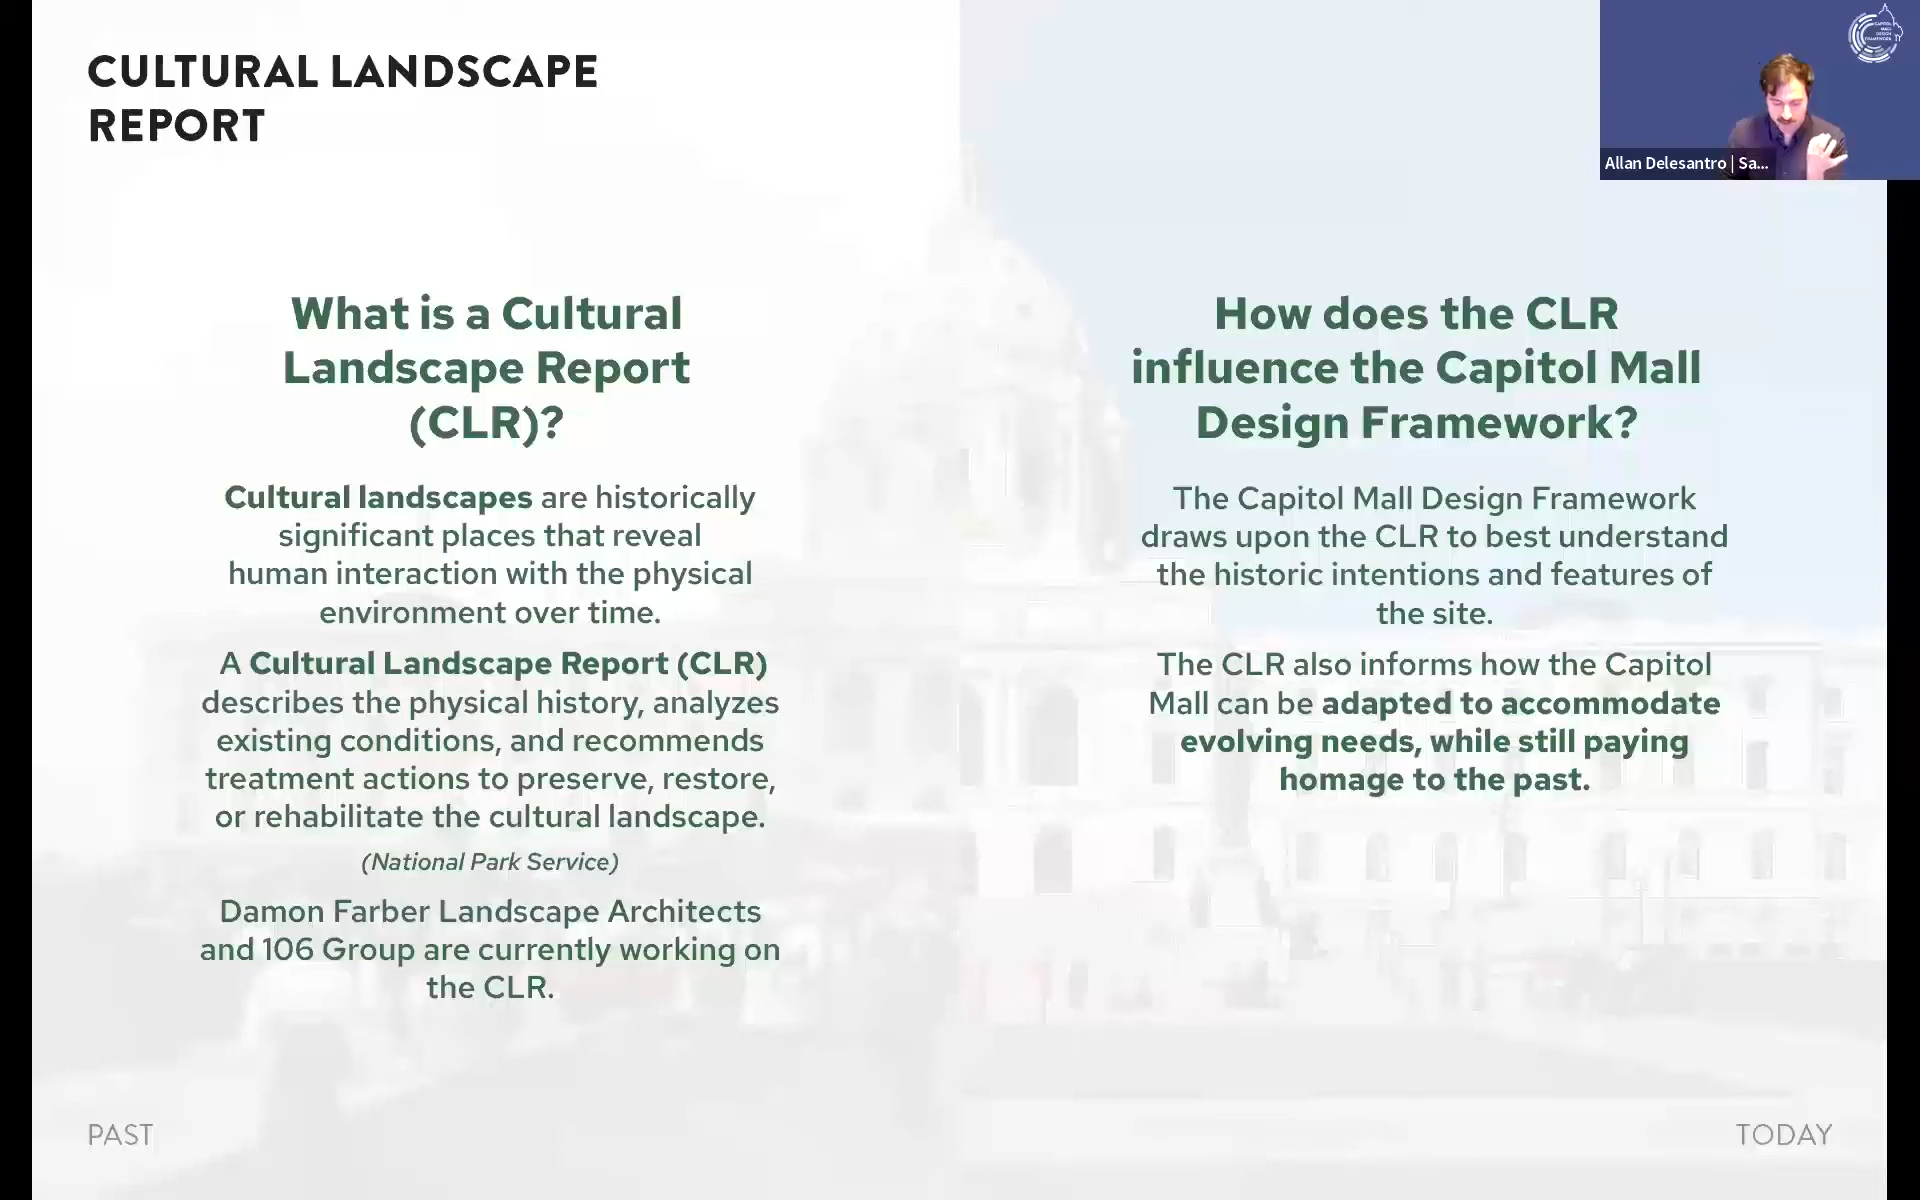 CULTURAL LANDSCAPE
REPORT
What is a Cultural
Landscape Report
(CLR)?
Cultural landscapes are historically
significant places that reveal
human interaction with the physical
environment over time.
A Cultural Landscape Report (CLR)
describes the physical history, analyzes
existing conditions, and recommends
treatment actions to preserve, restore,
or rehabilitate the cultural landscape.
(National Park Service)
Damon Farber Landscape Architects
and 106 Group are currently working on
the CLR.
How does the CLR
influence the Capitol Mall
Design Framework?
The Capitol Mall Design Framework
draws upon the CLR to best understand
the historic intentions and features of
the site.
The CLR also informs how the Capitol
Mall can be adapted to accommodate
evolving needs, while still paying
homage to the past.
PAST
TODAY
CAPITOL
MALL
DESIGN
FRAMEWORK
Allan Delesantro | Sa...